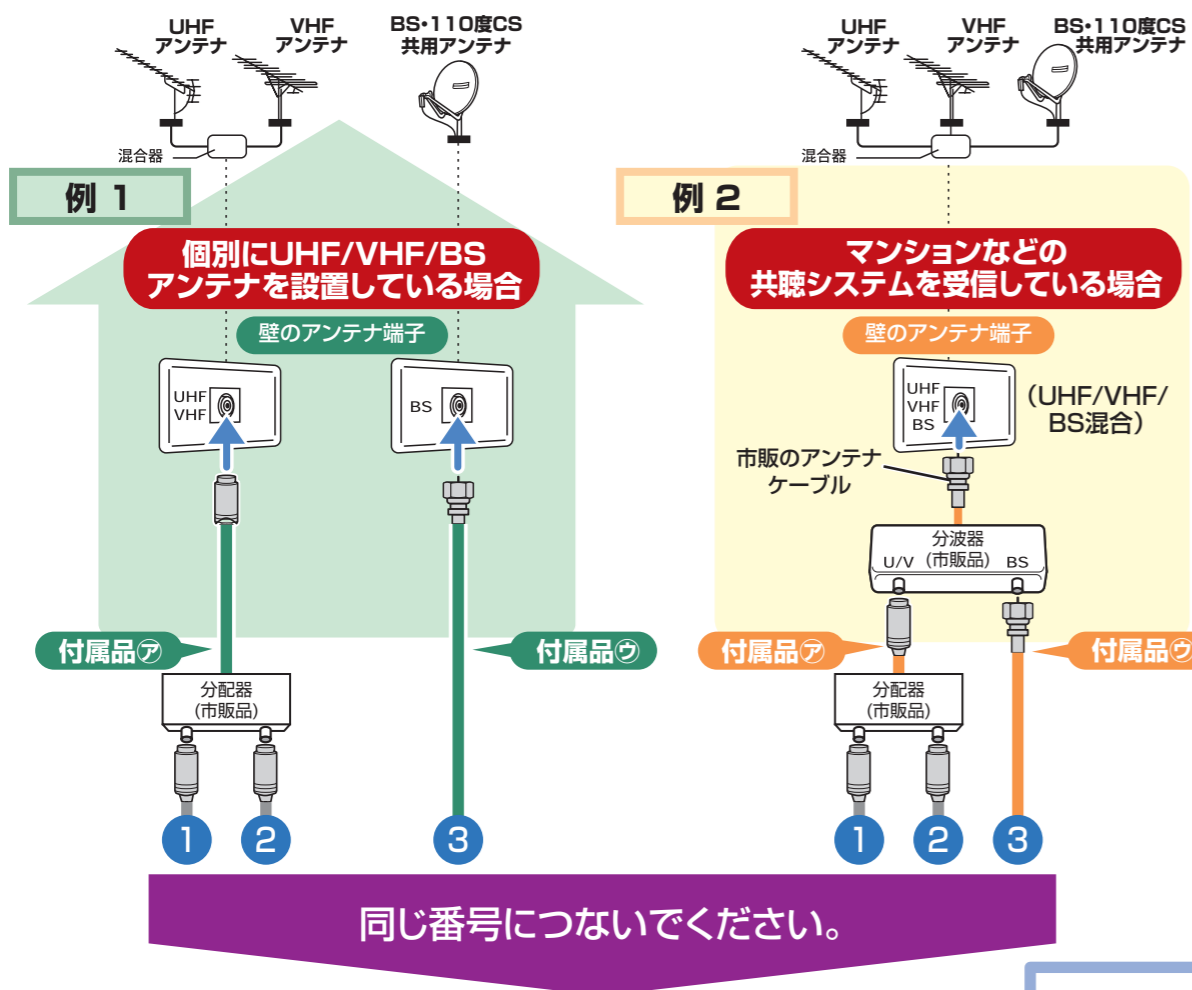 UHF
アンテナ
VHF
アンテナ
BS・110度CS
共用アンテナ
混合器
例 1
個別にUHF/VHF/BS
アンテナを設置している場合
壁のアンテナ端子
UHF
VHF
BS
付属品㋐
付属品㋒
分配器
(市販品)
1
2
3
UHF
アンテナ
VHF
アンテナ
BS・110度CS
共用アンテナ
混合器
例 2
マンションなどの
共聴システムを受信している場合
壁のアンテナ端子
UHF
VHF
BS
(UHF/VHF/
BS混合)
市販のアンテナ
ケーブル
分波器
U/V (市販品) BS
付属品㋐
付属品㋒
分配器
(市販品)
1
2
3
同じ番号につないでください。